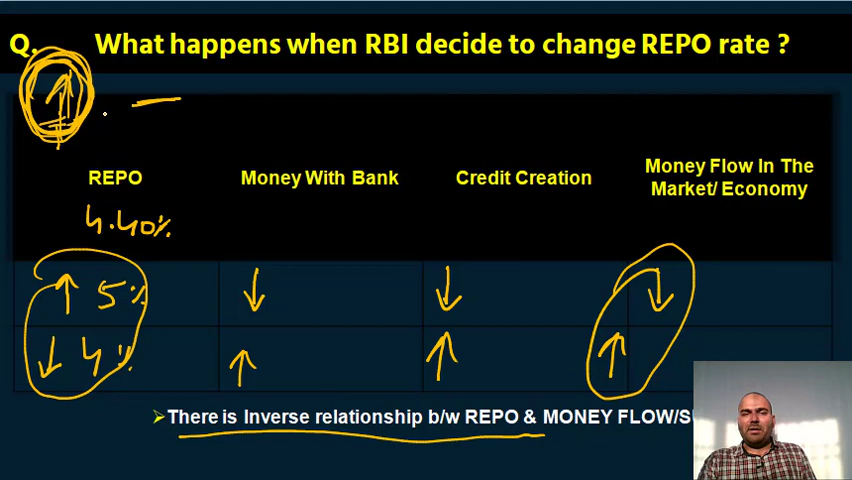 Q. What happens when RBI decide to change REPO rate ?
REPO Money With Bank Credit Creation Money Flow In The Market/ Economy
4.40%
↑ 5% ↓ ↓ ↓
↓ 4% ↑ ↑ ↑
➢There is Inverse relationship b/w REPO & MONEY FLOW/SU